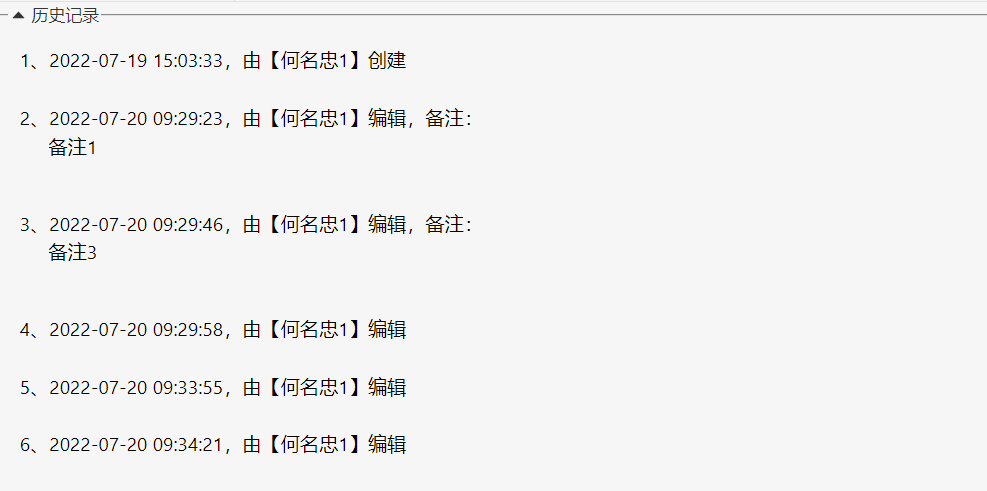 历史记录
1、2022-07-19 15:03:33，由【何名忠1】创建
2、2022-07-20 09:29:23，由【何名忠1】编辑，备注：
备注1
3、2022-07-20 09:29:46，由【何名忠1】编辑，备注：
备注3
4、2022-07-20 09:29:58，由【何名忠1】编辑
5、2022-07-20 09:33:55，由【何名忠1】编辑
6、2022-07-20 09:34:21，由【何名忠1】编辑